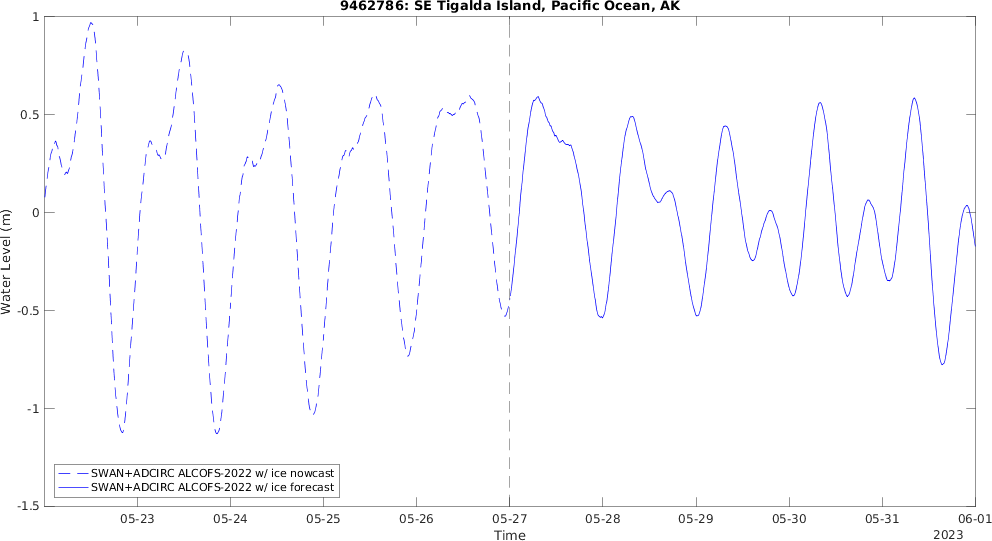 9462786: SE Tigalda Island, Pacific Ocean, AK
Water Level (m)
1
0.5
0
-0.5
-1
-1.5
SWAN+ADCIRC ALCOFS-2022 w/ ice nowcast
SWAN+ADCIRC ALCOFS-2022 w/ ice forecast
05-23 05-24 05-25 05-26 05-27 05-28 05-29 05-30 05-31 06-01
Time
2023